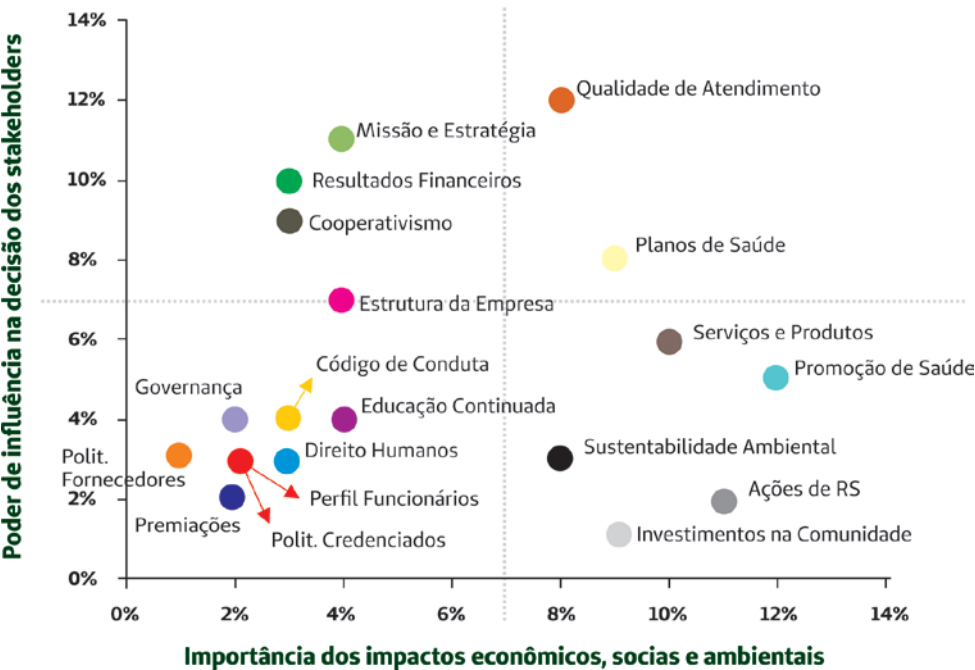 Poder de influência na decisão dos stakeholders
14%
12%
10%
8%
6%
4%
2%
0%
Qualidade de Atendimento
Missão e Estratégia
Resultados Financeiros
Cooperativismo
Planos de Saúde
Estrutura da Empresa
Serviços e Produtos
Código de Conduta
Promoção de Saúde
Governança
Educação Continuada
Direito Humanos
Sustentabilidade Ambiental
Polit.
Fornecedores
Perfil Funcionários
Ações de RS
Premiações
Polit. Credenciados
Investimentos na Comunidade
0%
2%
4%
6%
8%
10%
12%
14%
Importância dos impactos econômicos, socias e ambientais